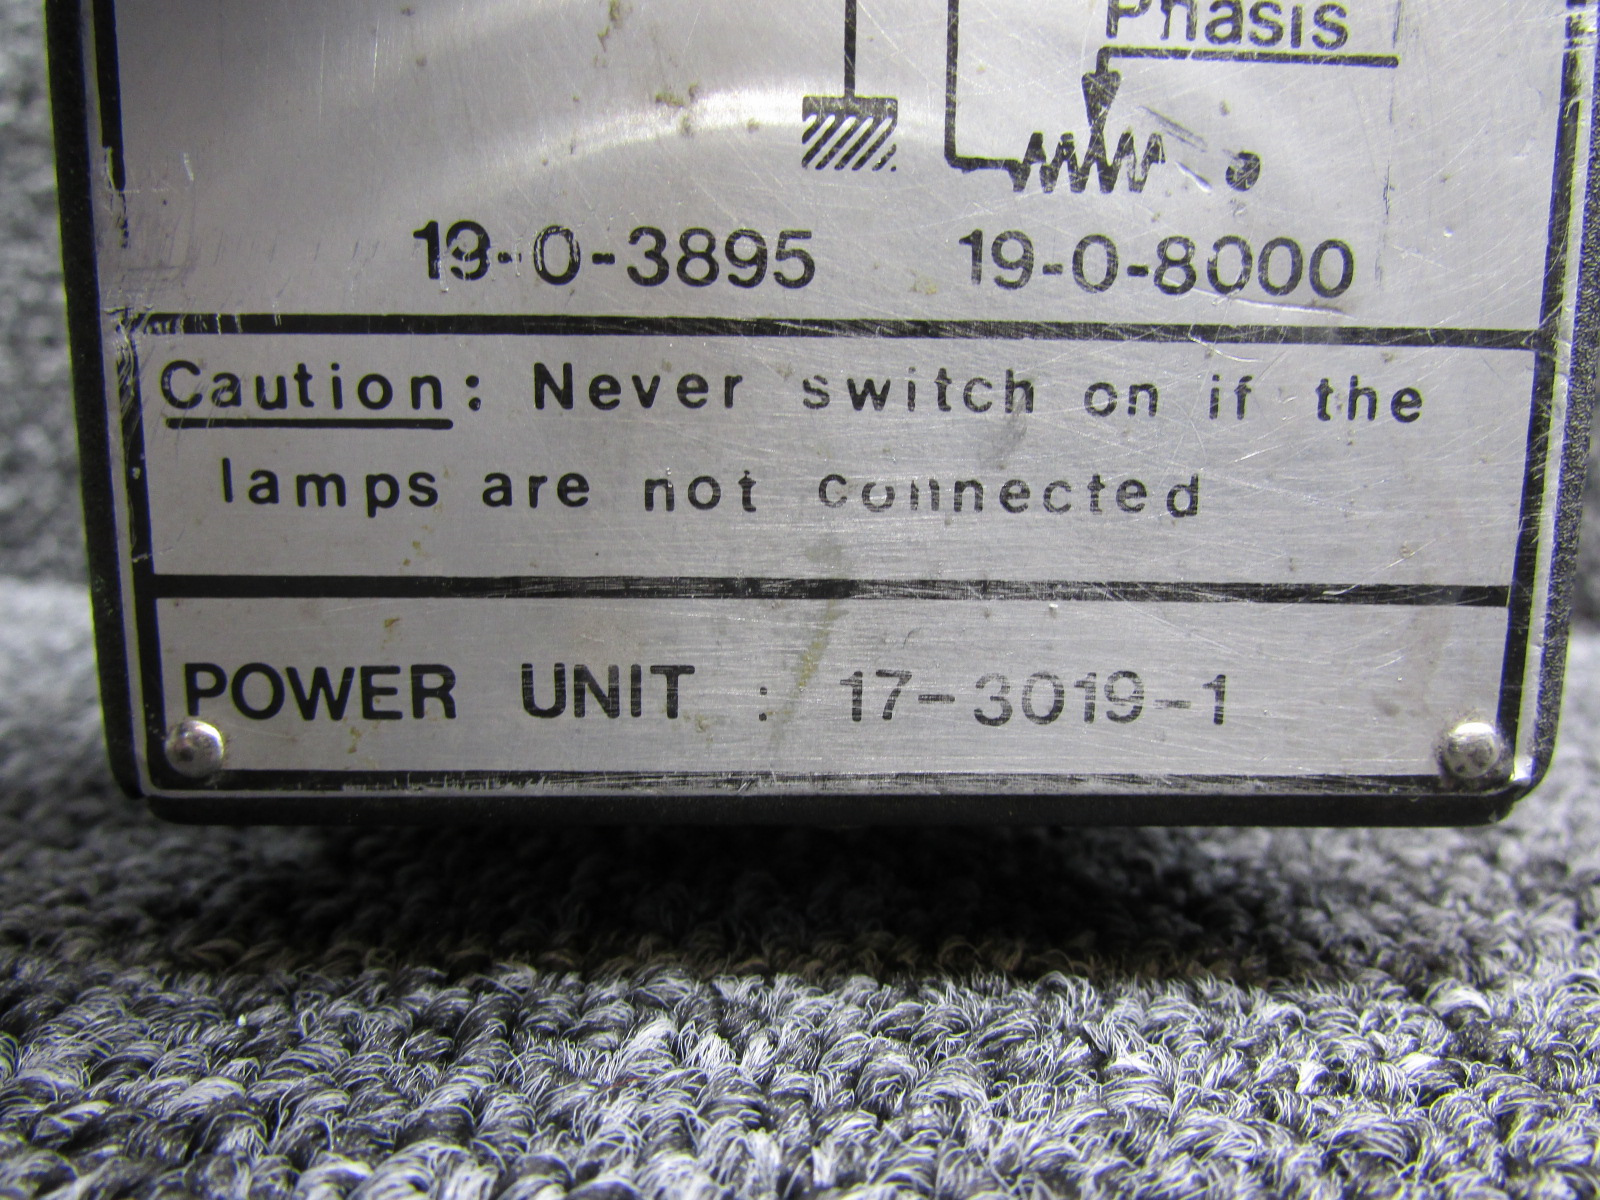 Phasis
19-0-3895 19-0-8000
Caution: Never switch on if the
lamps are not connected
POWER UNIT : 17-3019-1